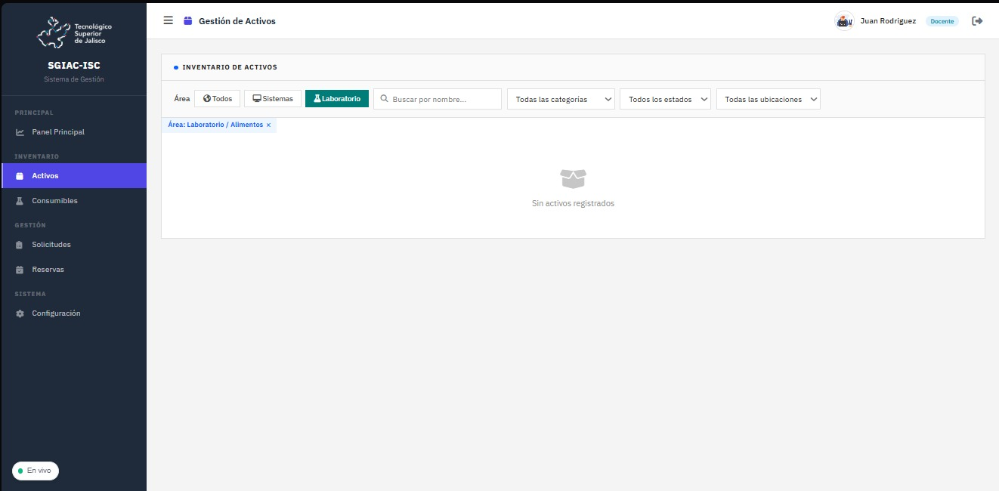 Tecnológico
Superior
de Jalisco
SGIAC-ISC
Sistema de Gestión
PRINCIPAL
Panel Principal
INVENTARIO
Activos
Consumibles
GESTIÓN
Solicitudes
Reservas
SISTEMA
Configuración
En vivo
Gestión de Activos
Juan Rodriguez
Docente
INVENTARIO DE ACTIVOS
Área Todos Sistemas Laboratorio Buscar por nombre... Todas las categorías Todos los estados Todas las ubicaciones
Área: Laboratorio / Alimentos ×
Sin activos registrados